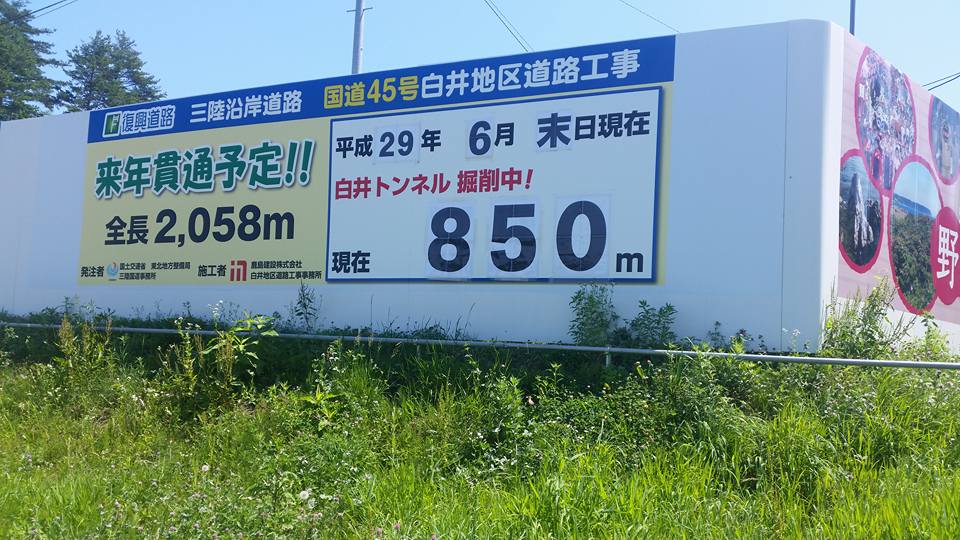 復興道路 三陸沿岸道路 国道45号白井地区道路工事
来年貫通予定!!
全長2,058m
発注者 国土交通省 東北地方整備局
三陸国道事務所
施工者 鹿島建設株式会社
白井地区道路工事事務所
平成29年 6月 末日現在
白井トンネル 掘削中!
現在 850m
野